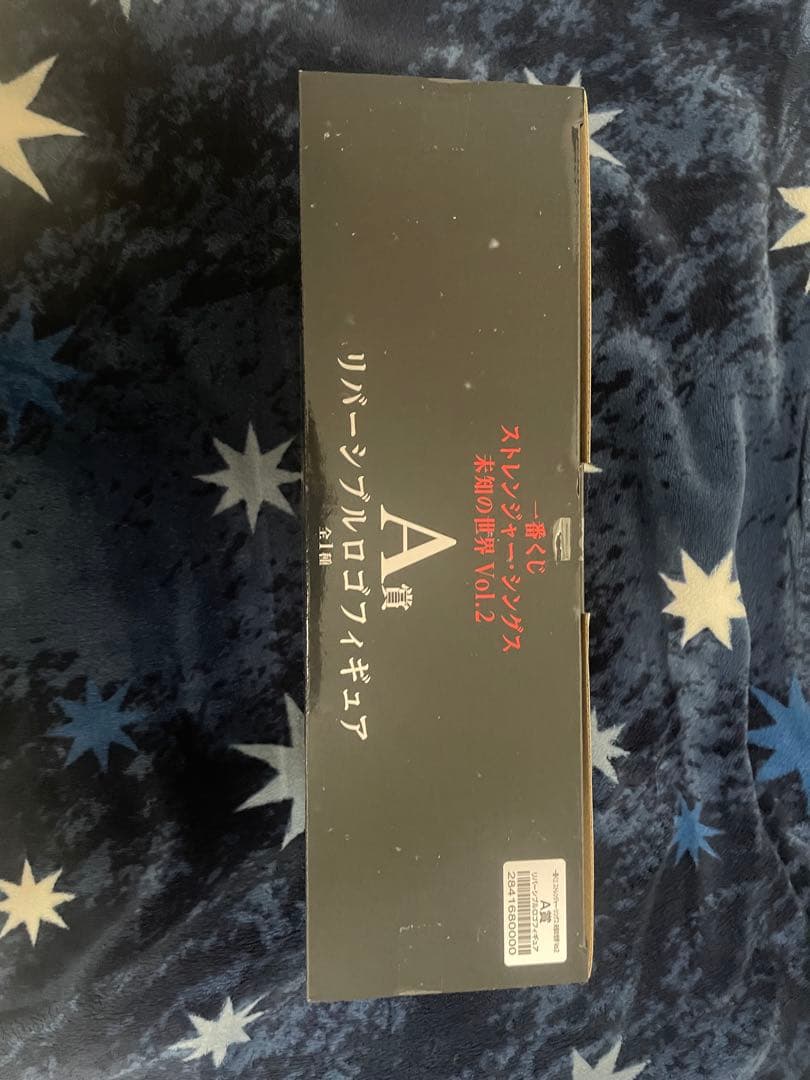 一番くじ
ストレンジャー・シングス
未知の世界 Vol.2
A賞
リバーシブルロゴフィギュア
全1種
A賞
リバーシブルロゴフィギュア
2841680000